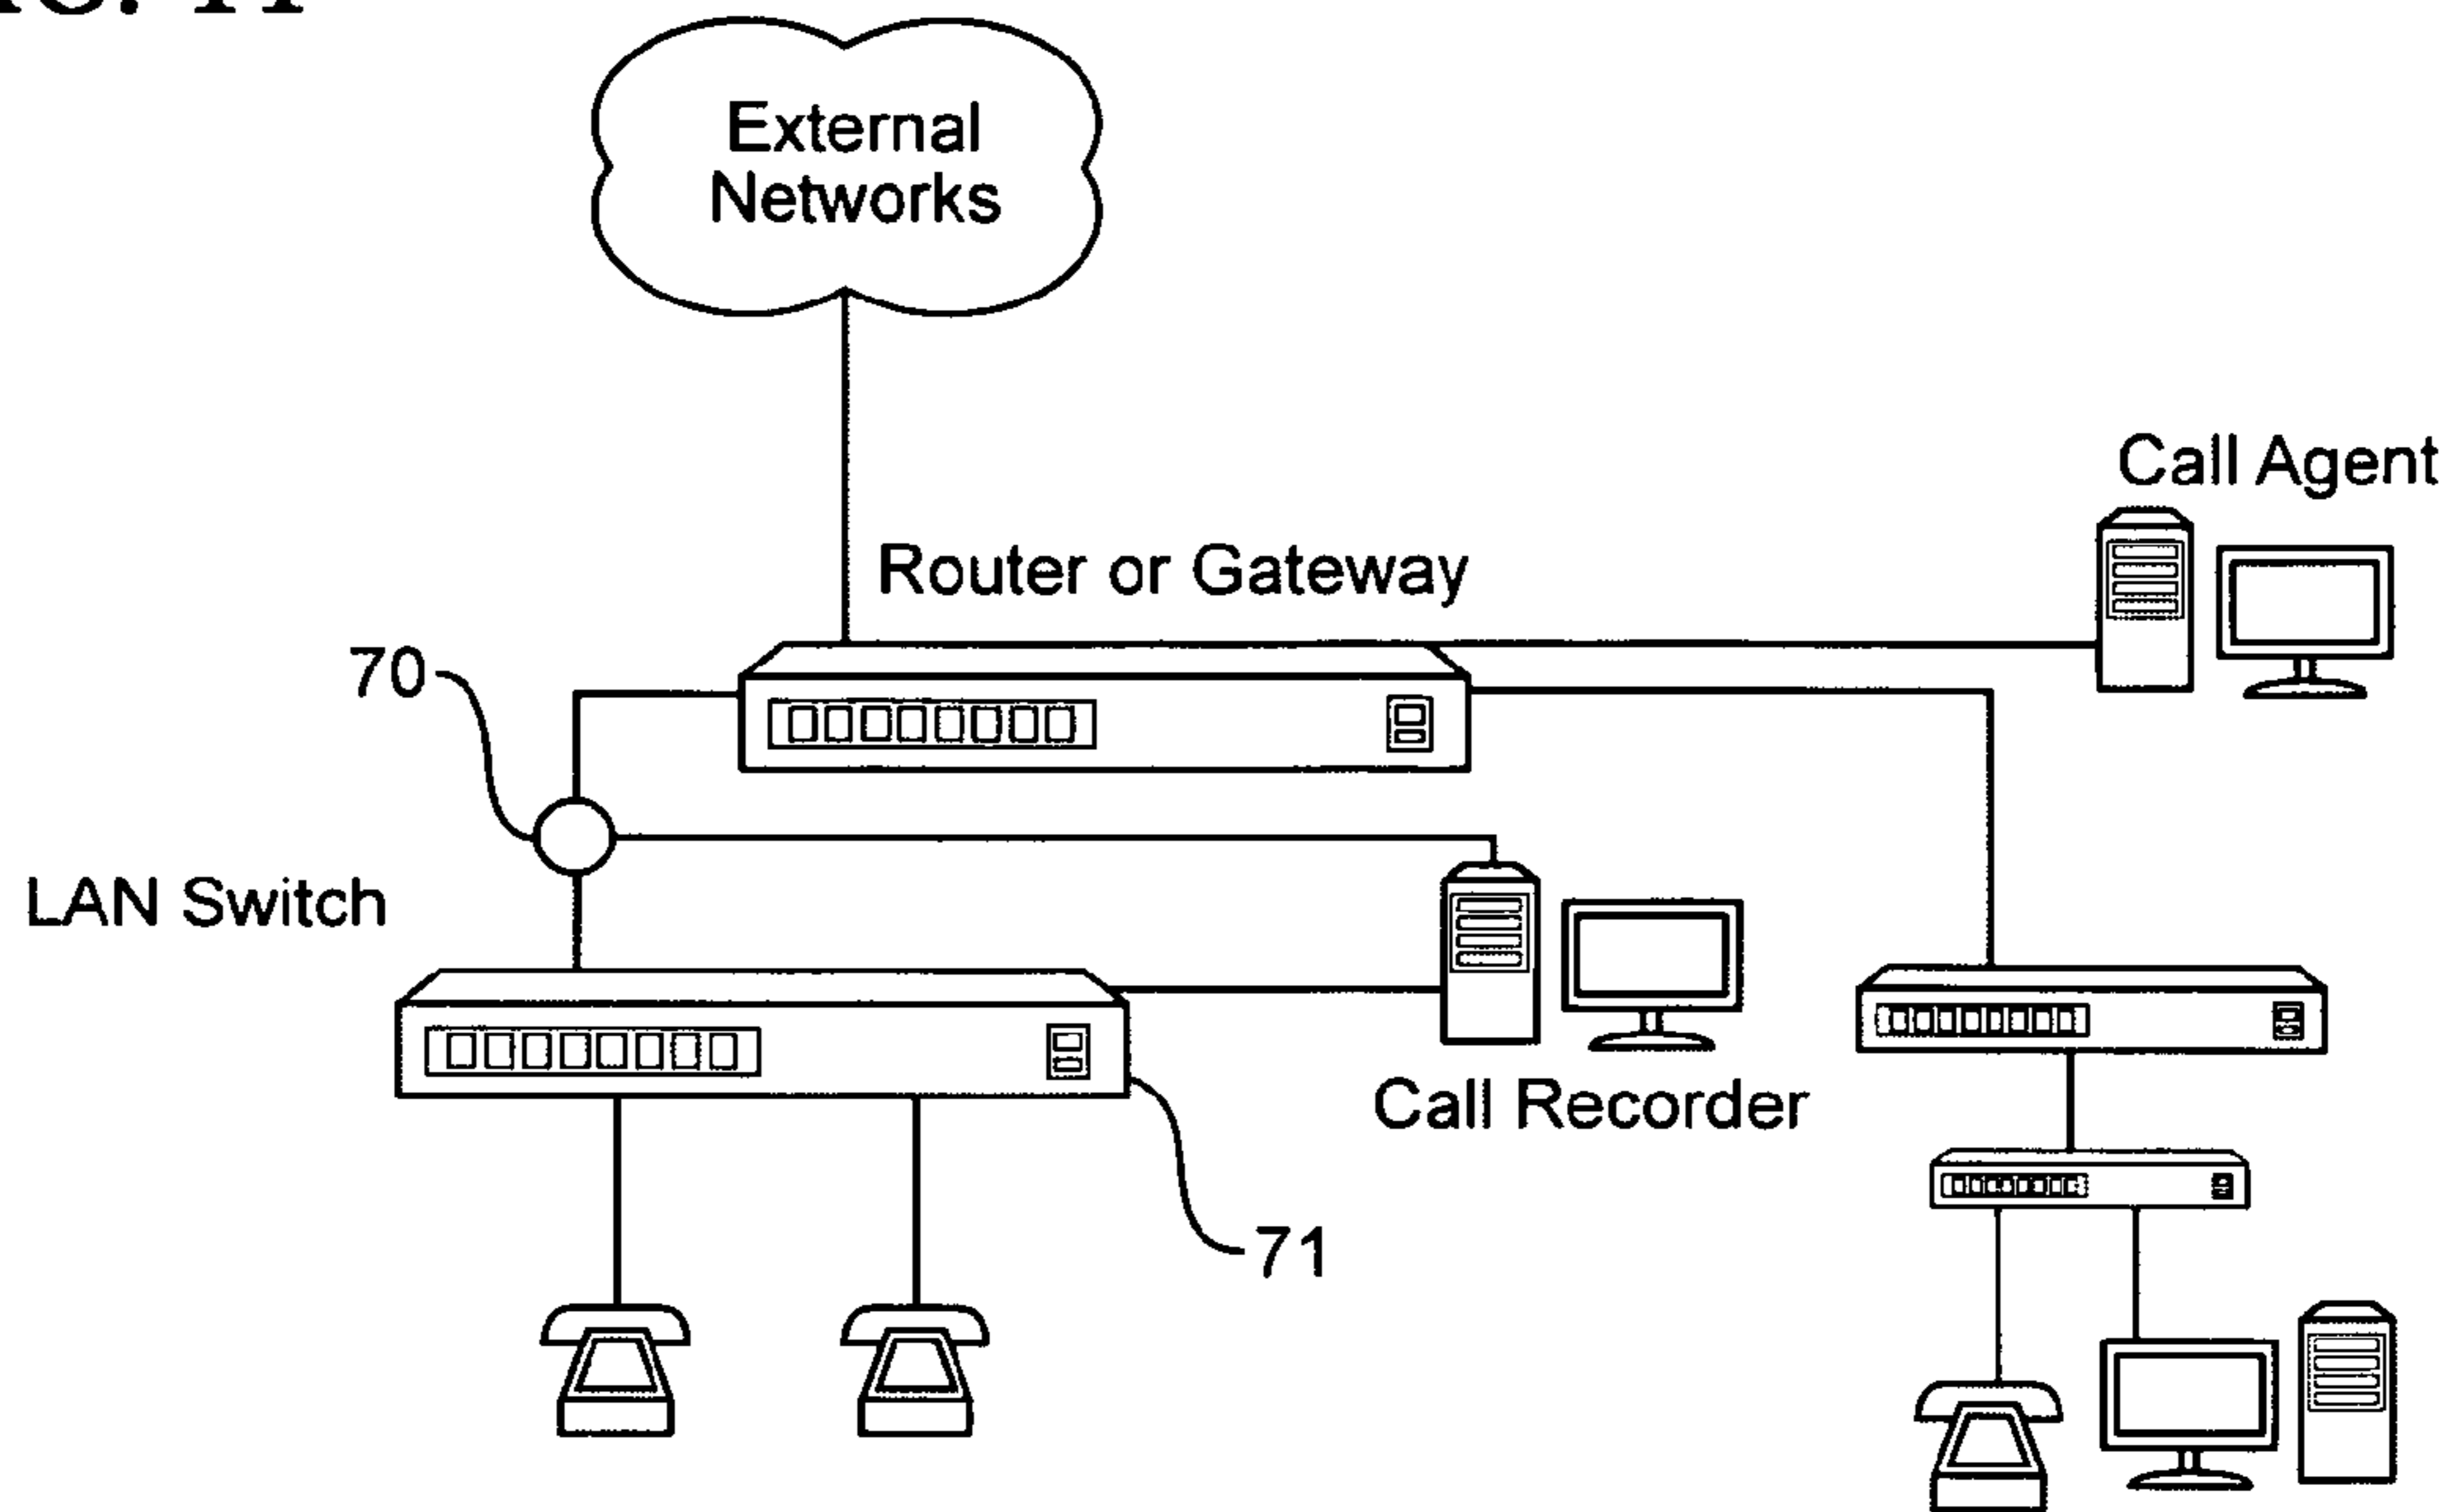 External
Networks
Call Agent
Router or Gateway
70
LAN Switch
Call Recorder
71